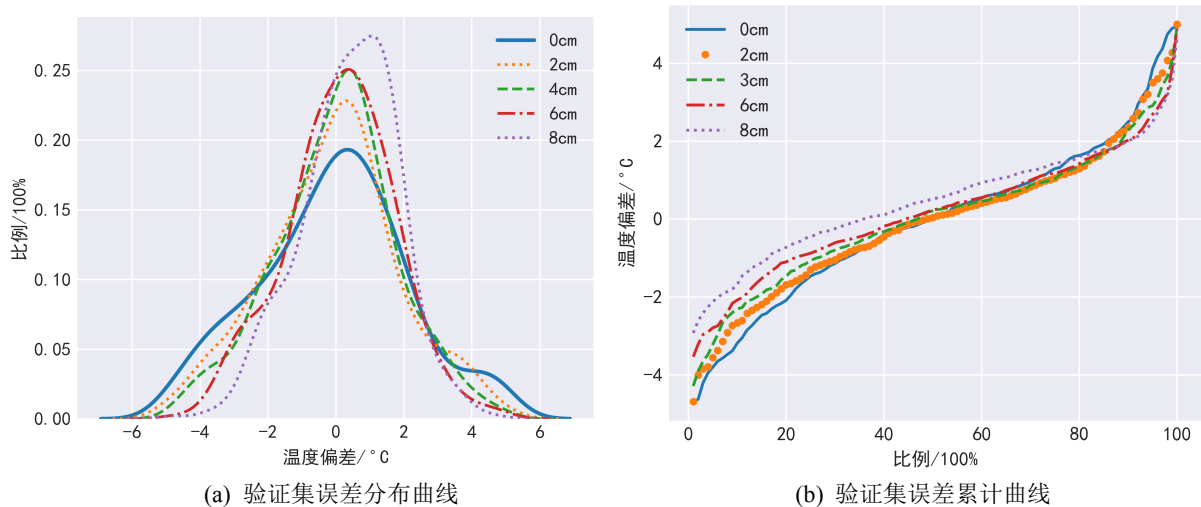 0cm
2cm
4cm
6cm
8cm
0.25
0.20
0.15
0.10
0.05
0.00
比例/100%
−6
−4
−2
0
2
4
6
温度偏差/°C
(a) 验证集误差分布曲线
0cm
2cm
3cm
6cm
8cm
4
2
0
−2
−4
温度偏差/°C
0
20
40
60
80
100
比例/100%
(b) 验证集误差累计曲线